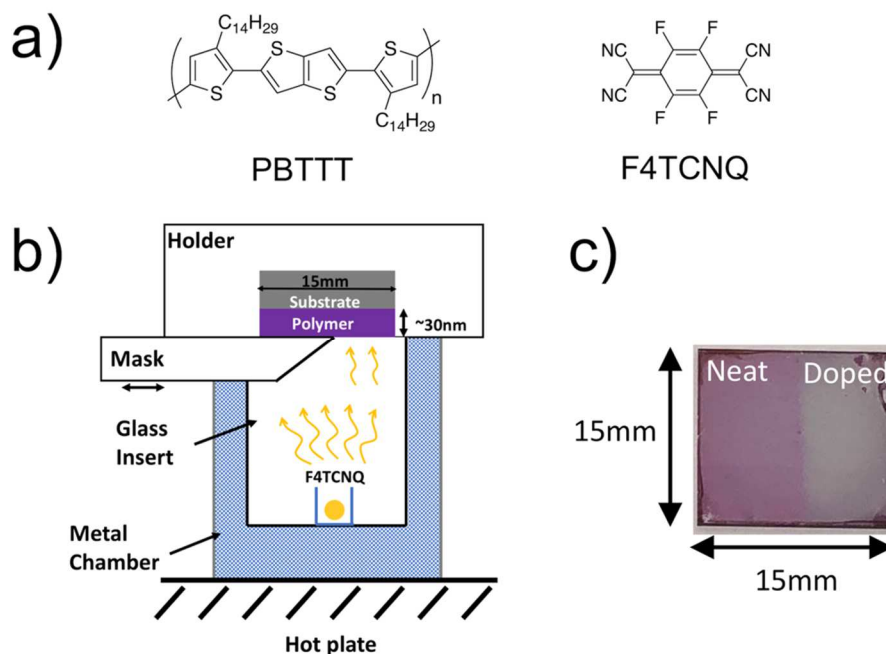 a)
C14H29
S
S
S
S
n
C14H29
PBTTT
F
F
NC
CN
NC
CN
F
F
F4TCNQ
b)
Holder
15mm
Substrate
Polymer
~30nm
Mask
Glass
Insert
F4TCNQ
Metal
Chamber
Hot plate
c)
Neat
Doped
15mm
15mm